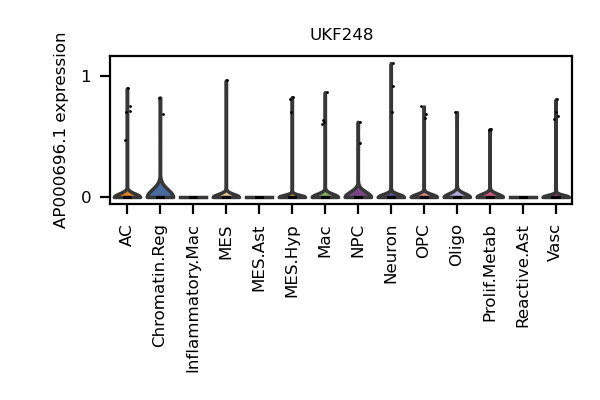 UKF248
AP000696.1 expression
1
0
AC
Chromatin.Reg
Inflammatory.Mac
MES
MES.Ast
MES.Hyp
Mac
NPC
Neuron
OPC
Oligo
Prolif.Metab
Reactive.Ast
Vasc